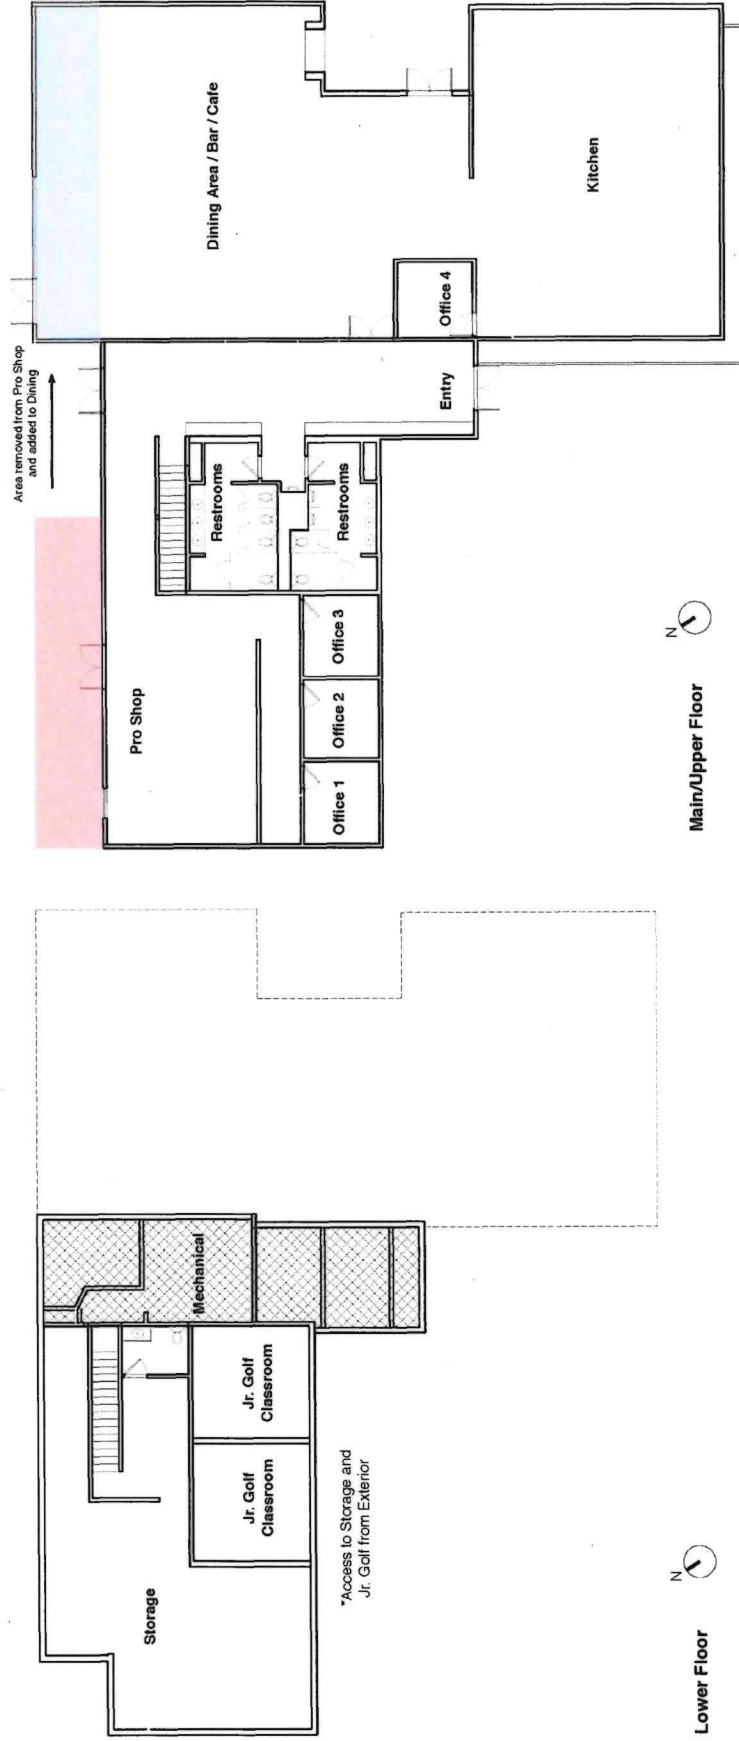 Storage
Mechanical
Jr. Golf
Classroom
Jr. Golf
Classroom
*Access to Storage and
Jr. Golf from Exterior
N
Lower Floor
Area removed from Pro Shop
and added to Dining
Pro Shop
Restrooms
Restrooms
Dining Area / Bar / Cafe
Office 1
Office 2
Office 3
Entry
Office 4
Kitchen
N
Main/Upper Floor